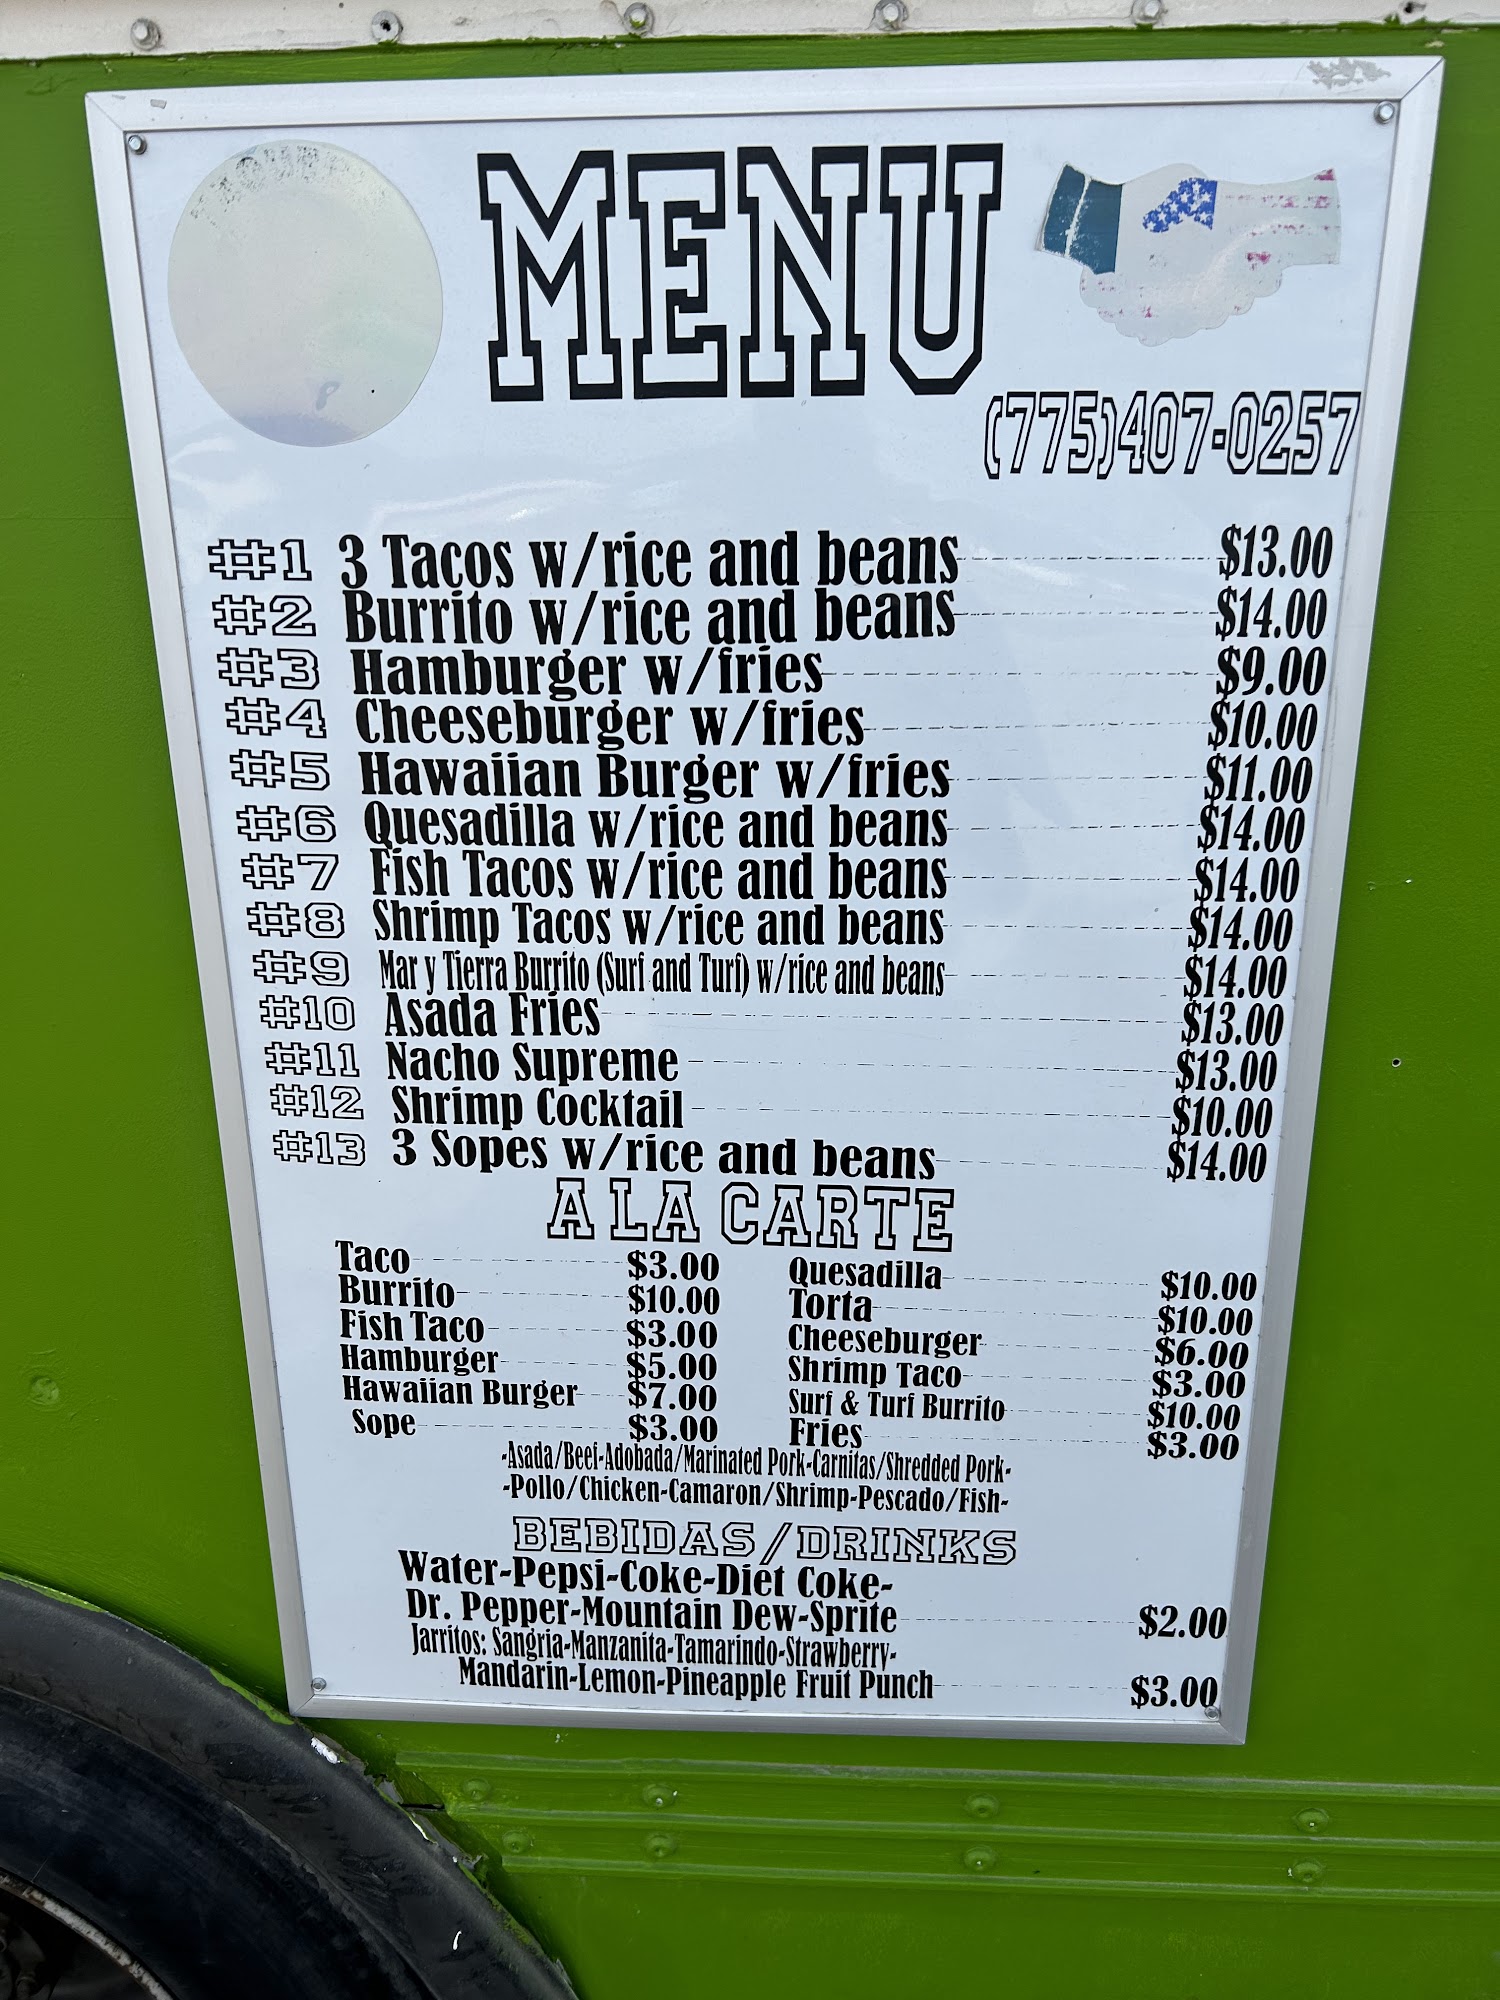 MENU
(775)407-0257
#1 3 Tacos w/rice and beans $13.00
#2 Burrito w/rice and beans $14.00
#3 Hamburger w/fries $9.00
#4 Cheeseburger w/fries $10.00
#5 Hawaiian Burger w/fries $11.00
#6 Quesadilla w/rice and beans $14.00
#7 Fish Tacos w/rice and beans $14.00
#8 Shrimp Tacos w/rice and beans $14.00
#9 Mar y Tierra Burrito (Surf and Turf) w/rice and beans $14.00
#10 Asada Fries $13.00
#11 Nacho Supreme $13.00
#12 Shrimp Cocktail $10.00
#13 3 Sopes w/rice and beans $14.00
A LA CARTE
Taco $3.00 Quesadilla $10.00
Burrito $10.00 Torta $10.00
Fish Taco $3.00 Cheeseburger $6.00
Hamburger $5.00 Shrimp Taco $3.00
Hawaiian Burger $7.00 Surf & Turf Burrito $10.00
Sope $3.00 Fries $3.00
-Asada/Beef-Adobada/Marinated Pork-Carnitas/Shredded Pork-
-Pollo/Chicken-Camaron/Shrimp-Pescado/Fish-
BEBIDAS/DRINKS
Water-Pepsi-Coke-Diet Coke-
Dr. Pepper-Mountain Dew-Sprite $2.00
Jarritos: Sangria-Manzanita-Tamarindo-Strawberry-
Mandarin-Lemon-Pineapple Fruit Punch $3.00